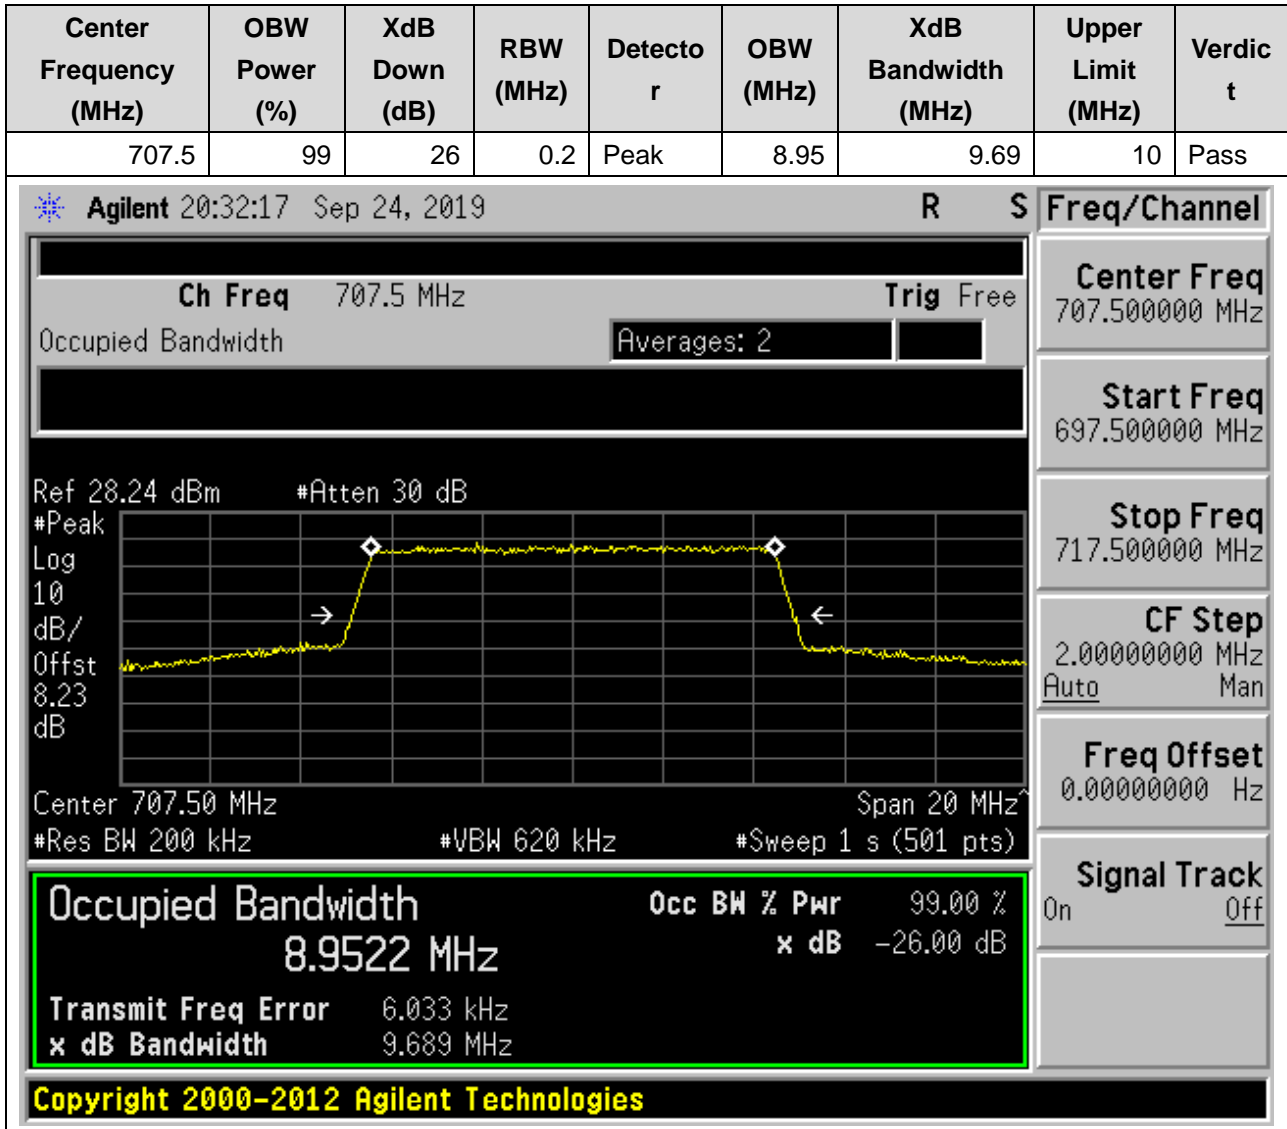 Center Frequency (MHz) OBW Power (%) XdB Down (dB) RBW (MHz) Detecto r OBW (MHz) XdB Bandwidth (MHz) Upper Limit (MHz) Verdic t
707.5 99 26 0.2 Peak 8.95 9.69 10 Pass
Agilent 20:32:17 Sep 24, 2019 R S
Ch Freq 707.5 MHz Trig Free
Occupied Bandwidth Averages: 2
Ref 28.24 dBm #Atten 30 dB
#Peak
Log
10
dB/
Offst
8.23
dB
Center 707.50 MHz Span 20 MHz^
#Res BW 200 kHz #VBW 620 kHz #Sweep 1 s (501 pts)
Occupied Bandwidth Occ BW % Pwr 99.00 %
8.9522 MHz x dB -26.00 dB
Transmit Freq Error 6.033 kHz
x dB Bandwidth 9.689 MHz
Copyright 2000-2012 Agilent Technologies
Freq/Channel
Center Freq
707.500000 MHz
Start Freq
697.500000 MHz
Stop Freq
717.500000 MHz
CF Step
2.00000000 MHz
Auto Man
Freq Offset
0.00000000 Hz
Signal Track
On Off